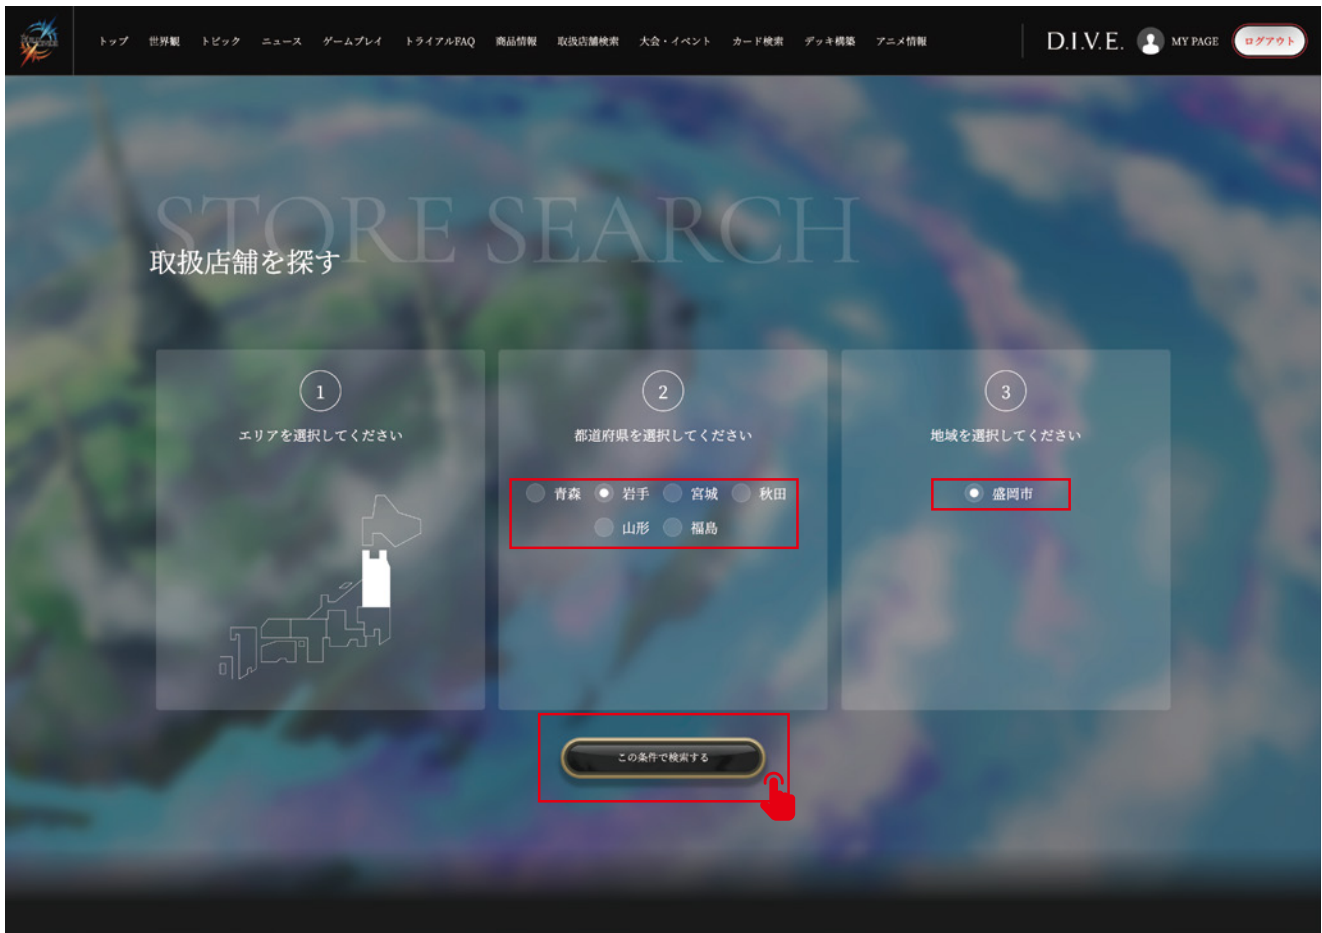 トップ 世界観 トピック ニュース ゲームプレイ トライアルFAQ 商品情報 取扱店舗検索 大会・イベント カード検索 デッキ構築 アニメ情報 D.I.V.E. MY PAGE ログアウト
STORE SEARCH
取扱店舗を探す
1
エリアを選択してください
2
都道府県を選択してください
青森 岩手 宮城 秋田
山形 福島
3
地域を選択してください
盛岡市
この条件で検索する